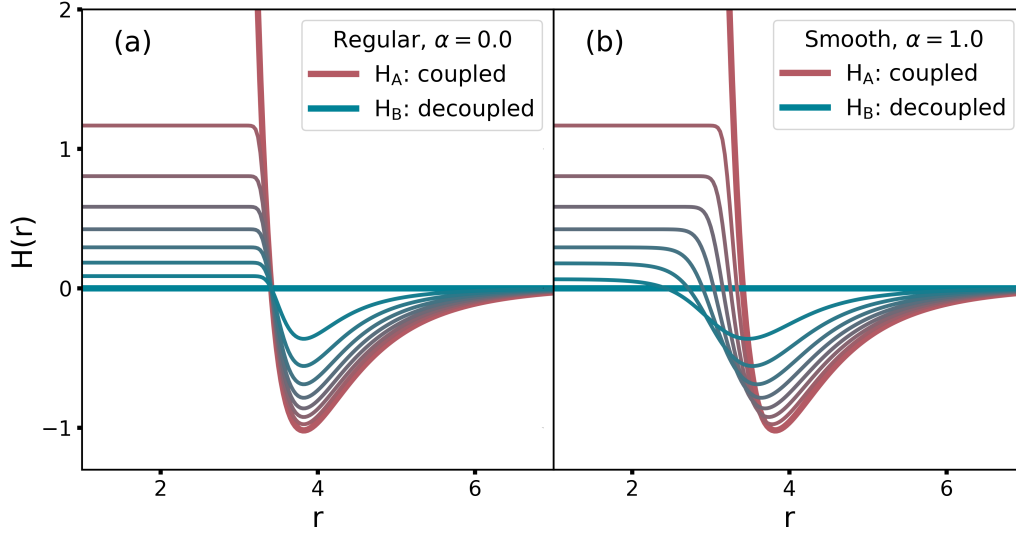 (a)
Regular, α = 0.0
H_A: coupled
H_B: decoupled
(b)
Smooth, α = 1.0
H_A: coupled
H_B: decoupled
H(r)
2
1
0
−1
2
4
6
r
2
4
6
r